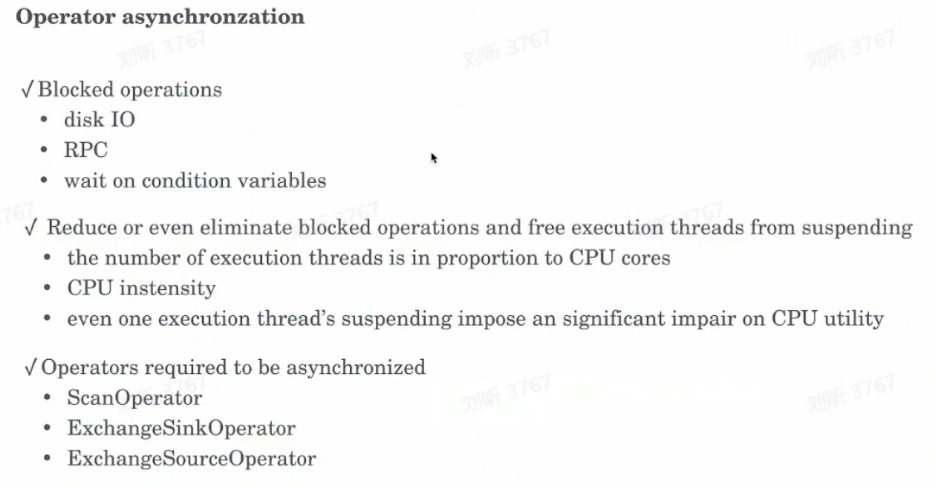 Operator asynchronzation
√ Blocked operations
• disk IO
• RPC
• wait on condition variables
√ Reduce or even eliminate blocked operations and free execution threads from suspending
• the number of execution threads is in proportion to CPU cores
• CPU instensity
• even one execution thread's suspending impose an significant impair on CPU utility
√ Operators required to be asynchronized
• ScanOperator
• ExchangeSinkOperator
• ExchangeSourceOperator
刘昕 3767
刘昕 3767
刘昕 3767
3767
3767
3767
3767
刘昕 3767
刘昕 3767